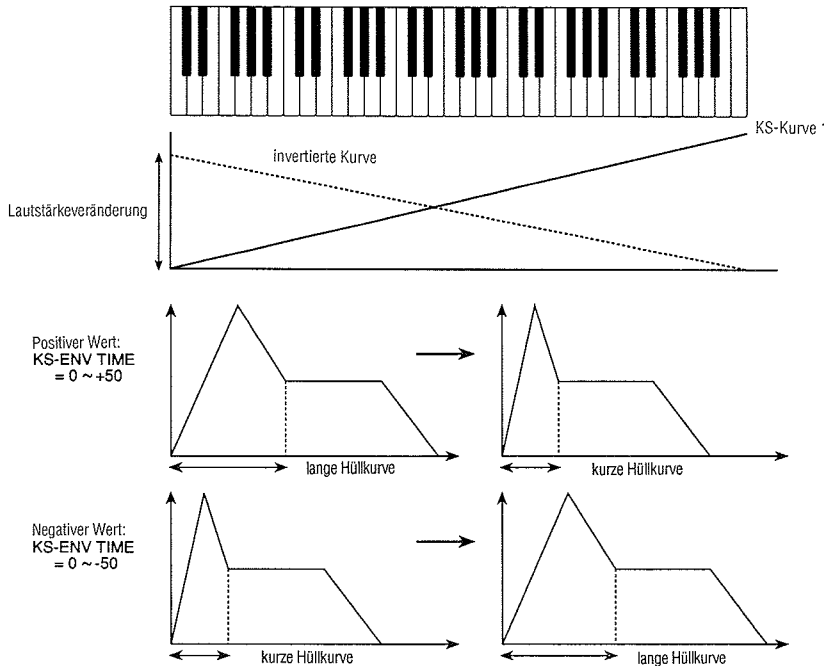 KS-Kurve 1
invertierte Kurve
Lautstärkeveränderung
Positiver Wert:
KS-ENV TIME
= 0 ~ +50
lange Hüllkurve
kurze Hüllkurve
Negativer Wert:
KS-ENV TIME
= 0 ~ -50
kurze Hüllkurve
lange Hüllkurve